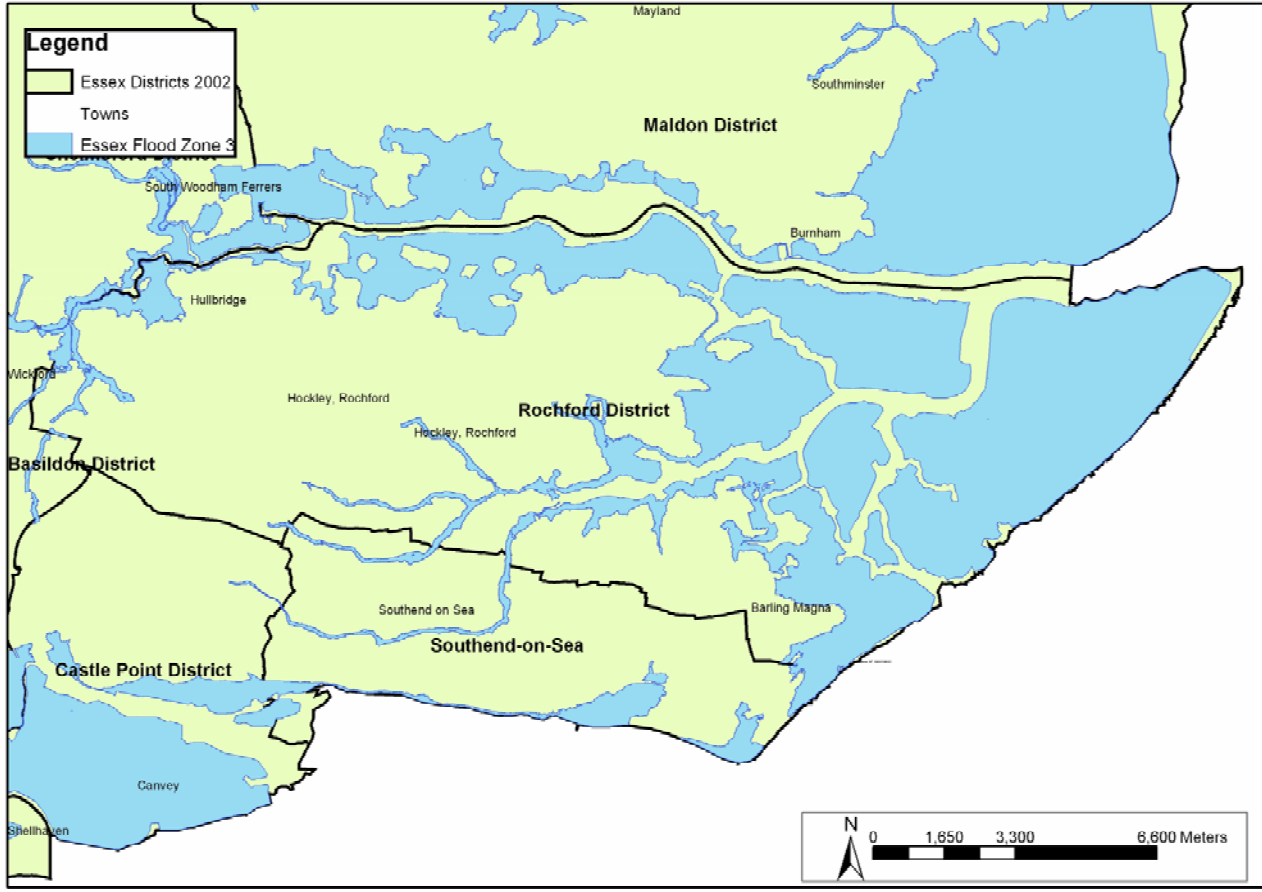 Mayland
Legend
Essex Districts 2002
Towns
Essex Flood Zone 3
Southminster
Maldon District
South Woodham Ferrers
Burnham
Hullbridge
Wickford
Hockley, Rochford
Rochford District
Hockley, Rochford
Basildon District
Barling Magna
Southend on Sea
Southend-on-Sea
Castle Point District
Canvey
Shellhaven
N
0 1,650 3,300 6,600 Meters